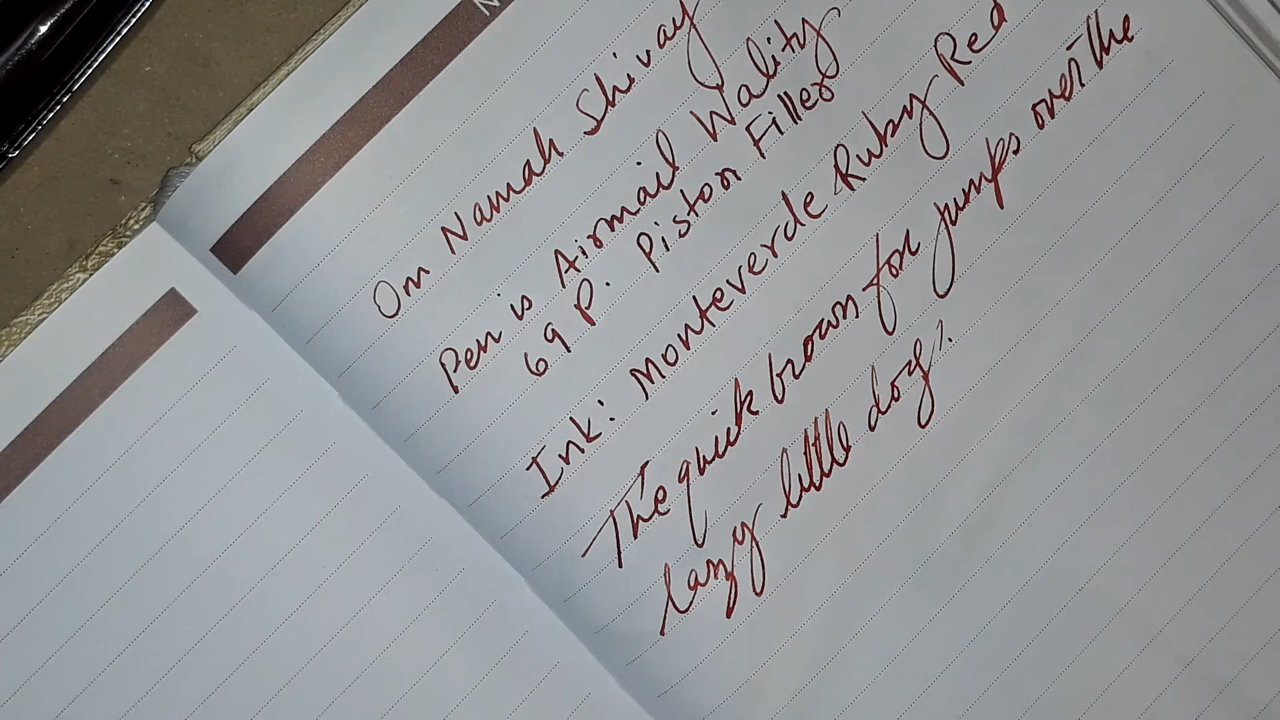 Om Namah Shivay
Pen is Airmail Wality
69 P. Piston Filler
Ink: Monteverde Ruby Red
The quick brown fox jumps over the
lazy little dog.